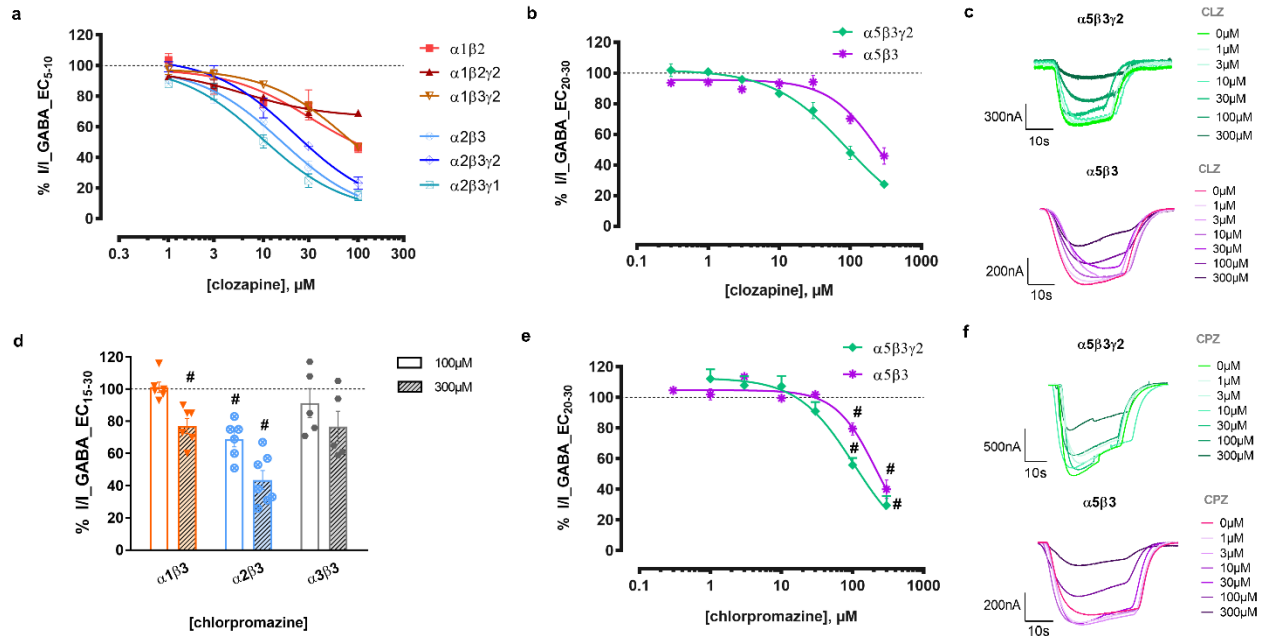 a
120
100
80
60
40
20
0
% I/I_GABA_EC5-10
0.3 1 3 10 30 100 300
[clozapine], µM
α1β2
α1β2γ2
α1β3γ2
α2β3
α2β3γ2
α2β3γ1
b
120
100
80
60
40
20
0
% I/I_GABA_EC20-30
0.1 1 10 100 1000
[clozapine], µM
α5β3γ2
α5β3
c
α5β3γ2
CLZ
0µM
1µM
3µM
10µM
30µM
100µM
300µM
300nA
10s
α5β3
CLZ
0µM
1µM
3µM
10µM
30µM
100µM
300µM
200nA
10s
d
120
100
80
60
40
20
0
% I/I_GABA_EC15-30
# # #
α1β3 α2β3 α3β3
[chlorpromazine]
100µM
300µM
e
120
100
80
60
40
20
0
% I/I_GABA_EC20-30
#
#
#
#
0.1 1 10 100 1000
[chlorpromazine], µM
α5β3γ2
α5β3
f
α5β3γ2
CPZ
0µM
1µM
3µM
10µM
30µM
100µM
300µM
500nA
10s
α5β3
CPZ
0µM
1µM
3µM
10µM
30µM
100µM
300µM
200nA
10s